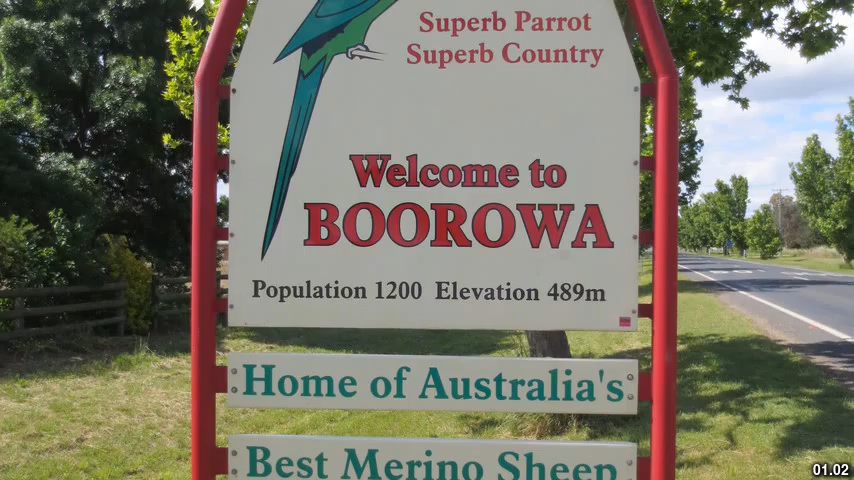 Superb Parrot
Superb Country
Welcome to
BOOROWA
Population 1200 Elevation 489m
Home of Australia's
Best Merino Sheep
01.02